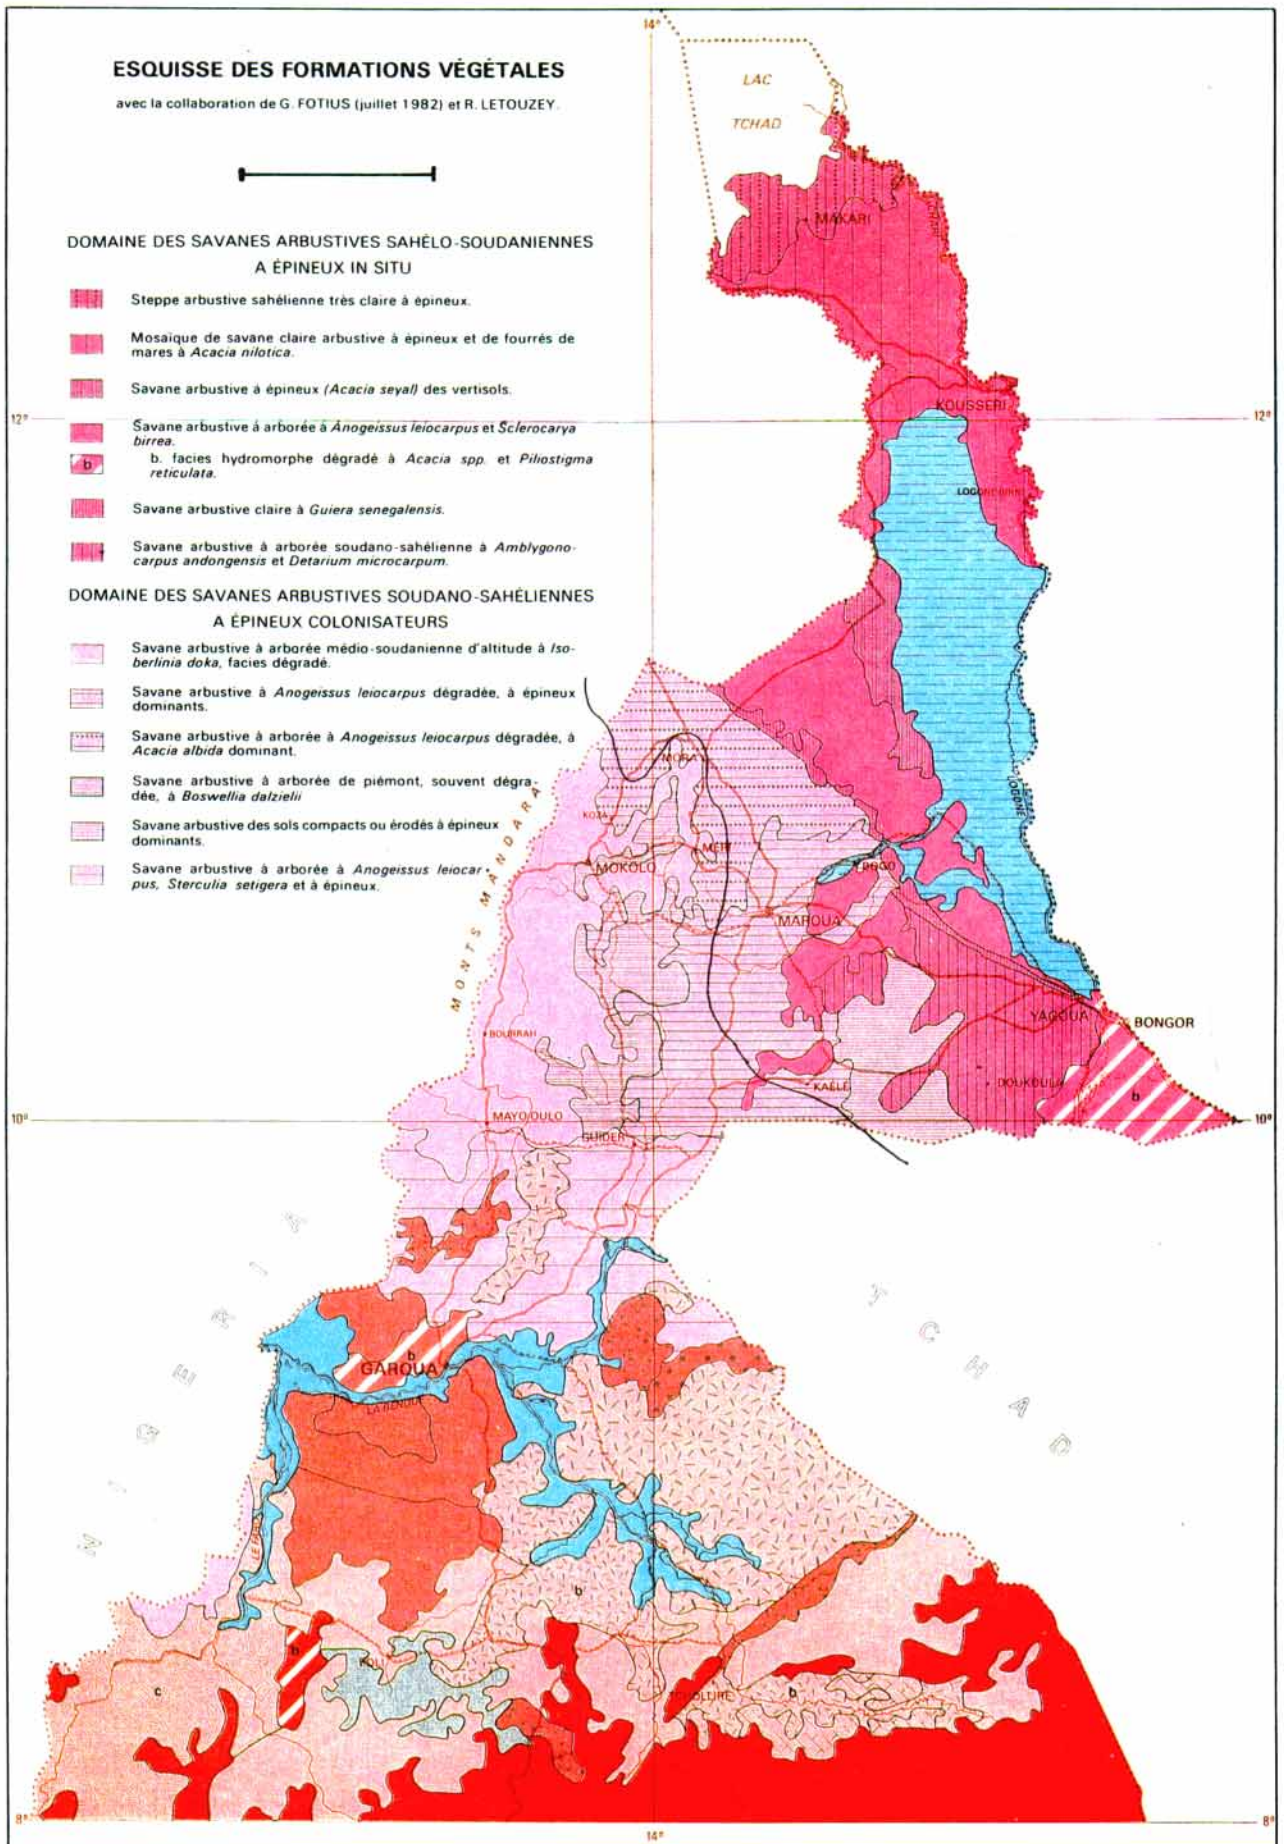 ESQUISSE DES FORMATIONS VÉGÉTALES
avec la collaboration de G. FOTIUS (juillet 1982) et R. LETOUZEY.
DOMAINE DES SAVANES ARBUSTIVES SAHÉLO-SOUDANIENNES
A ÉPINEUX IN SITU
Steppe arbustive sahélienne très claire à épineux.
Mosaïque de savane claire arbustive à épineux et de fourrés de
mares à Acacia nilotica.
Savane arbustive à épineux (Acacia seyal) des vertisols.
Savane arbustive à arborée à Anogeissus leiocarpus et Sclerocarya
birrea.
b
b. facies hydromorphe dégradé à Acacia spp. et Piliostigma
reticulata.
Savane arbustive claire à Guiera senegalensis.
Savane arbustive à arborée soudano-sahélienne à Amblygono-
carpus andongensis et Detarium microcarpum.
DOMAINE DES SAVANES ARBUSTIVES SOUDANO-SAHÉLIENNES
A ÉPINEUX COLONISATEURS
Savane arbustive à arborée médio-soudanienne d'altitude à Iso-
berlinia doka, facies dégradé.
Savane arbustive à Anogeissus leiocarpus dégradée, à épineux
dominants.
Savane arbustive à arborée à Anogeissus leiocarpus dégradée, à
Acacia albida dominant.
Savane arbustive à arborée de piémont, souvent dégra-
dée, à Boswellia dalzielii
Savane arbustive des sols compacts ou érodés à épineux
dominants.
Savane arbustive à arborée à Anogeissus leiocar-
pus, Sterculia setigera et à épineux.
14°
LAC
TCHAD
MAKARI
12°
12°
KOUSSERI
LOGONE BIRNI
LOGONE
MORA
KOZA
MERI
MOKOLO
BOGO
MAROUA
MONTS MANDARA
BOURRAH
YAGOUA
BONGOR
KAÉLÉ
DOUKOULA
b
10°
10°
MAYO OULO
GUIDER
b
GAROUA
LA BÉNOUÉ
NIGERIA
TCHAD
b
b
b
c
TCHOLLIRÉ
8°
8°
14°